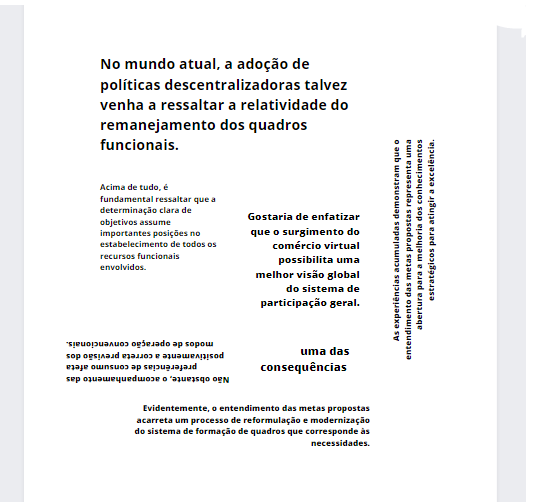 No mundo atual, a adoção de
políticas descentralizadoras talvez
venha a ressaltar a relatividade do
remanejamento dos quadros
funcionais.
Acima de tudo, é
fundamental ressaltar que a
determinação clara de
objetivos assume
importantes posições no
estabelecimento de todos os
recursos funcionais
envolvidos.
Gostaria de enfatizar
que o surgimento do
comércio virtual
possibilita uma
melhor visão global
do sistema de
participação geral.
As experiências acumuladas demonstram que o
entendimento das metas propostas representa uma
abertura para a melhoria dos conhecimentos
estratégicos para atingir a excelência.
Não obstante, o acompanhamento das
preferências de consumo afeta
positivamente a correta previsão dos
modos de operação convencionais.
uma das
consequências
Evidentemente, o entendimento das metas propostas
acarreta um processo de reformulação e modernização
do sistema de formação de quadros que corresponde às
necessidades.